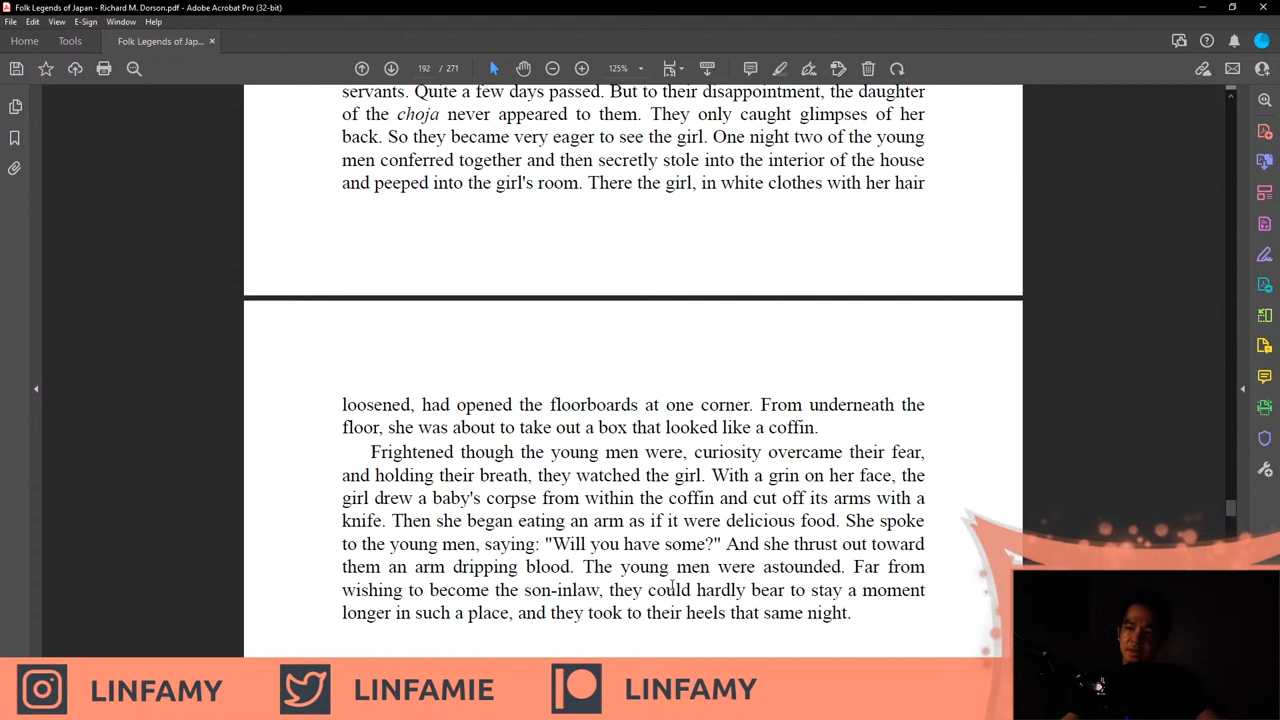 Folk Legends of Japan - Richard M. Dorson.pdf - Adobe Acrobat Pro (32-bit)
File Edit View E-Sign Window Help
Home Tools Folk Legends of Jap... ×
192 / 271 125%
servants. Quite a few days passed. But to their disappointment, the daughter
of the choja never appeared to them. They only caught glimpses of her
back. So they became very eager to see the girl. One night two of the young
men conferred together and then secretly stole into the interior of the house
and peeped into the girl's room. There the girl, in white clothes with her hair
loosened, had opened the floorboards at one corner. From underneath the
floor, she was about to take out a box that looked like a coffin.
Frightened though the young men were, curiosity overcame their fear,
and holding their breath, they watched the girl. With a grin on her face, the
girl drew a baby's corpse from within the coffin and cut off its arms with a
knife. Then she began eating an arm as if it were delicious food. She spoke
to the young men, saying: "Will you have some?" And she thrust out toward
them an arm dripping blood. The young men were astounded. Far from
wishing to become the son-inlaw, they could hardly bear to stay a moment
longer in such a place, and they took to their heels that same night.
LINFAMY LINFAMIE LINFAMY